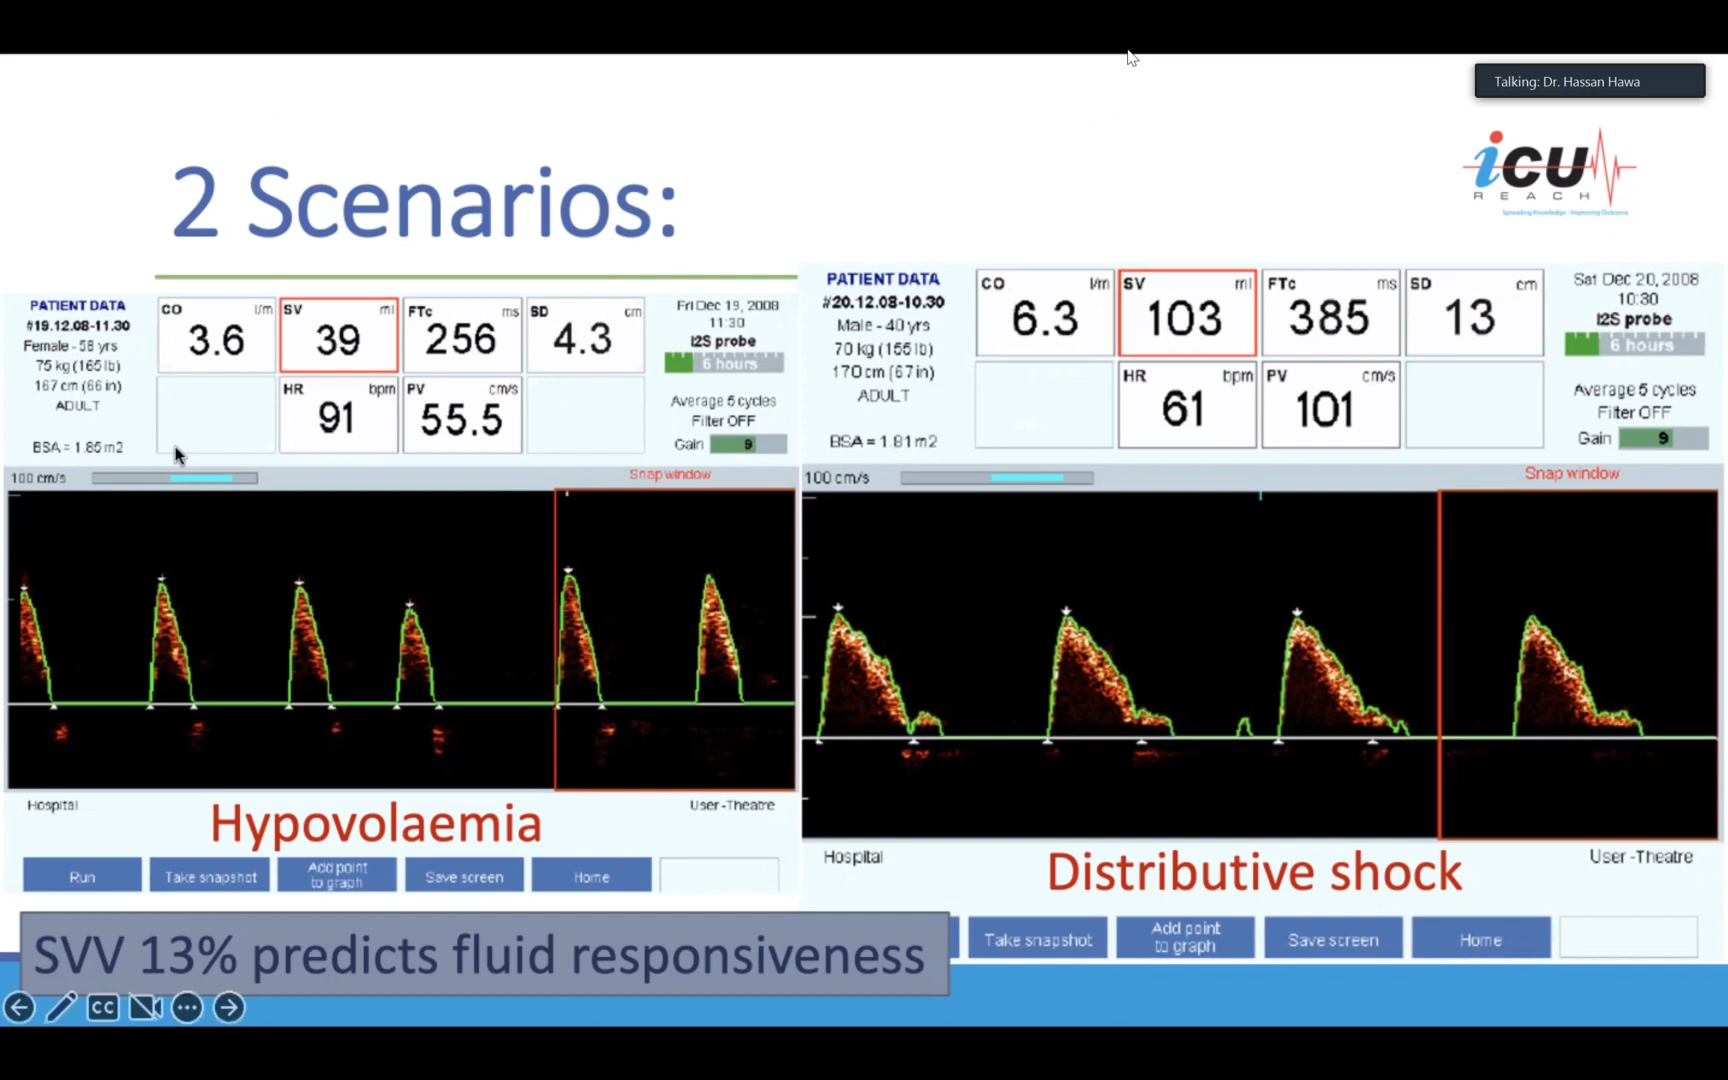 Talking: Dr. Hassan Hawa
iCU
REACH
Spreading Knowledge - Improving Outcome
2 Scenarios:
PATIENT DATA
#19.12.08-11.30
Female - 58 yrs
75 kg (165 lb)
167 cm (66 in)
ADULT
BSA = 1.85 m2
CO l/m
3.6
SV ml
39
FTc ms
256
SD cm
4.3
HR bpm
91
PV cm/s
55.5
Fri Dec 19, 2008
11:30
I2S probe
6 hours
Average 5 cycles
Filter OFF
Gain 9
100 cm/s
Snap window
Hospital
User -Theatre
Hypovolaemia
Run
Take snapshot
Add point
to graph
Save screen
Home
PATIENT DATA
#20.12.08-10.30
Male - 40 yrs
70 kg (155 lb)
170 cm (67 in)
ADULT
BSA = 1.81 m2
CO l/m
6.3
SV ml
103
FTc ms
385
SD cm
13
HR bpm
61
PV cm/s
101
Sat Dec 20, 2008
10:30
I2S probe
6 hours
Average 5 cycles
Filter OFF
Gain 9
100 cm/s
Snap window
Hospital
User -Theatre
Distributive shock
Take snapshot
Add point
to graph
Save screen
Home
SVV 13% predicts fluid responsiveness
CC